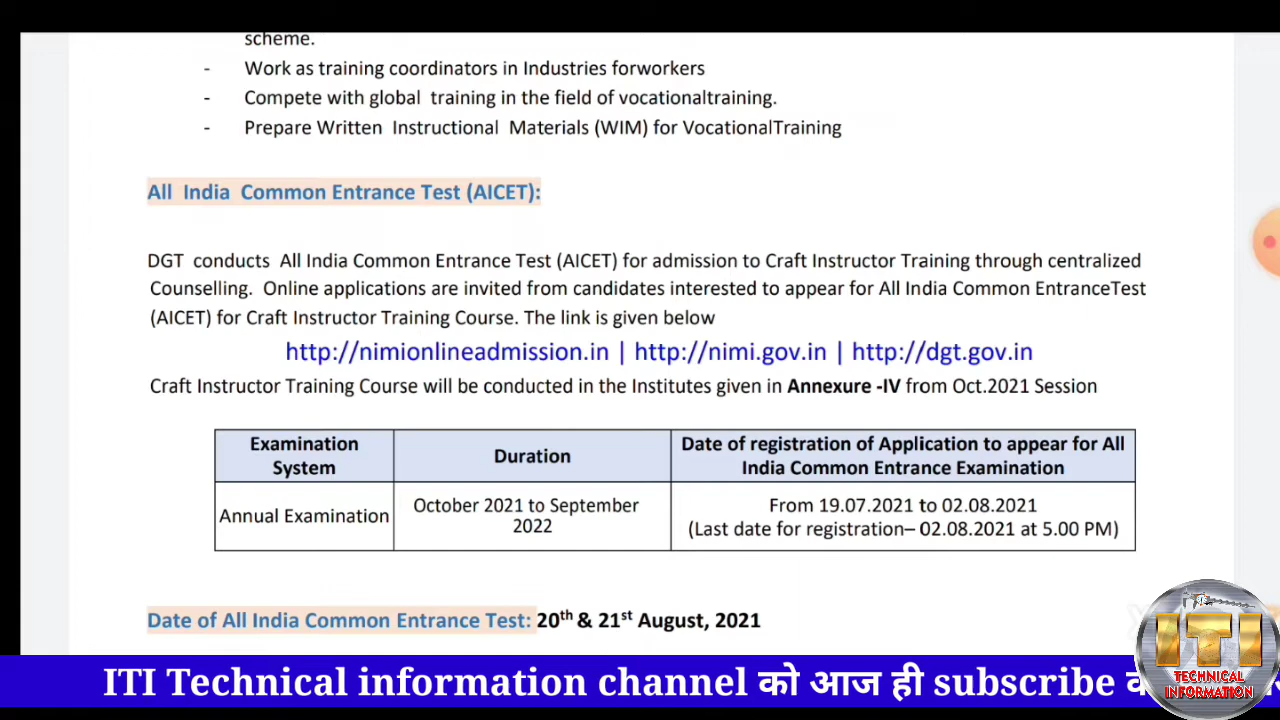 scheme.
- Work as training coordinators in Industries forworkers
- Compete with global training in the field of vocationaltraining.
- Prepare Written Instructional Materials (WIM) for VocationalTraining
All India Common Entrance Test (AICET):
DGT conducts All India Common Entrance Test (AICET) for admission to Craft Instructor Training through centralized
Counselling. Online applications are invited from candidates interested to appear for All India Common EntranceTest
(AICET) for Craft Instructor Training Course. The link is given below
http://nimionlineadmission.in | http://nimi.gov.in | http://dgt.gov.in
Craft Instructor Training Course will be conducted in the Institutes given in Annexure -IV from Oct.2021 Session
Examination System
Duration
Date of registration of Application to appear for All
India Common Entrance Examination
Annual Examination
October 2021 to September
2022
From 19.07.2021 to 02.08.2021
(Last date for registration– 02.08.2021 at 5.00 PM)
Date of All India Common Entrance Test: 20th & 21st August, 2021
ITI Technical information channel को आज ही subscribe
ITI
TECHNICAL
INFORMATION